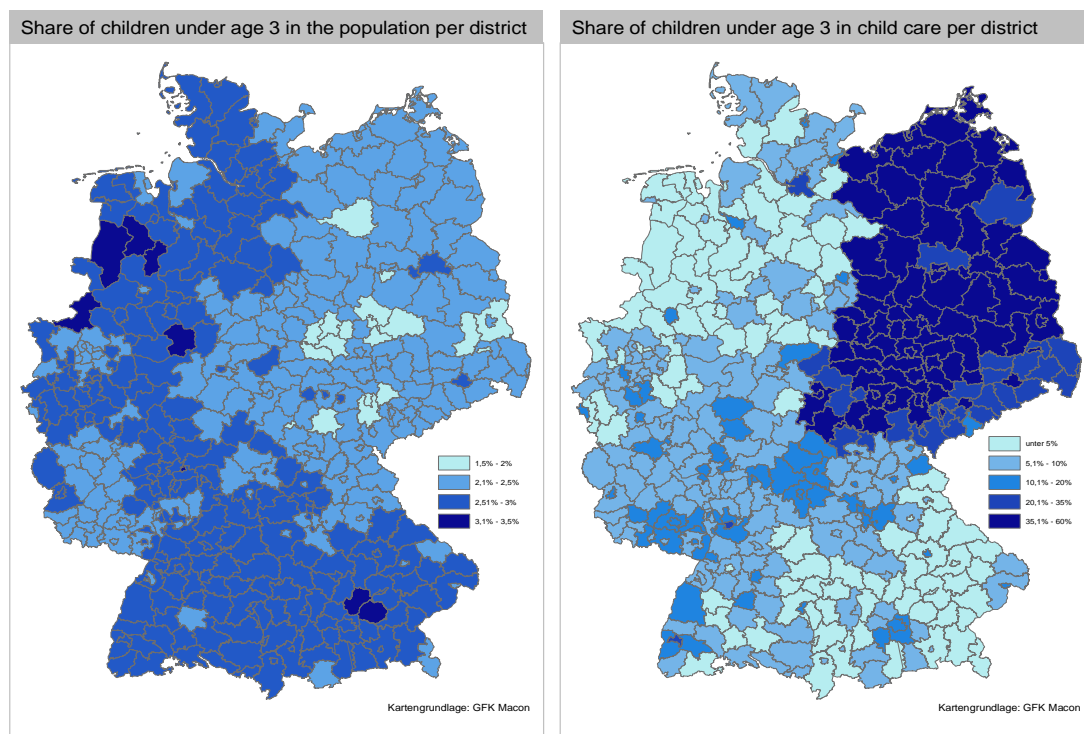 Share of children under age 3 in the population per district
1,5% - 2%
2,1% - 2,5%
2,51% - 3%
3,1% - 3,5%
Kartengrundlage: GFK Macon
Share of children under age 3 in child care per district
unter 5%
5,1% - 10%
10,1% - 20%
20,1% - 35%
35,1% - 60%
Kartengrundlage: GFK Macon